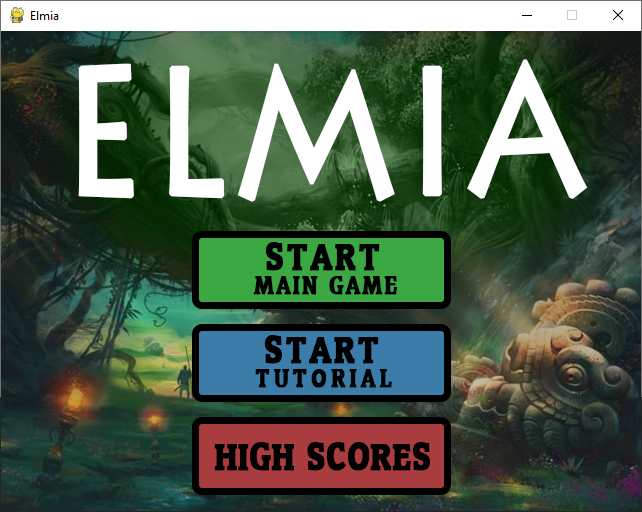 Elmia
ELMIA
START
MAIN GAME
START
TUTORIAL
HIGH SCORES